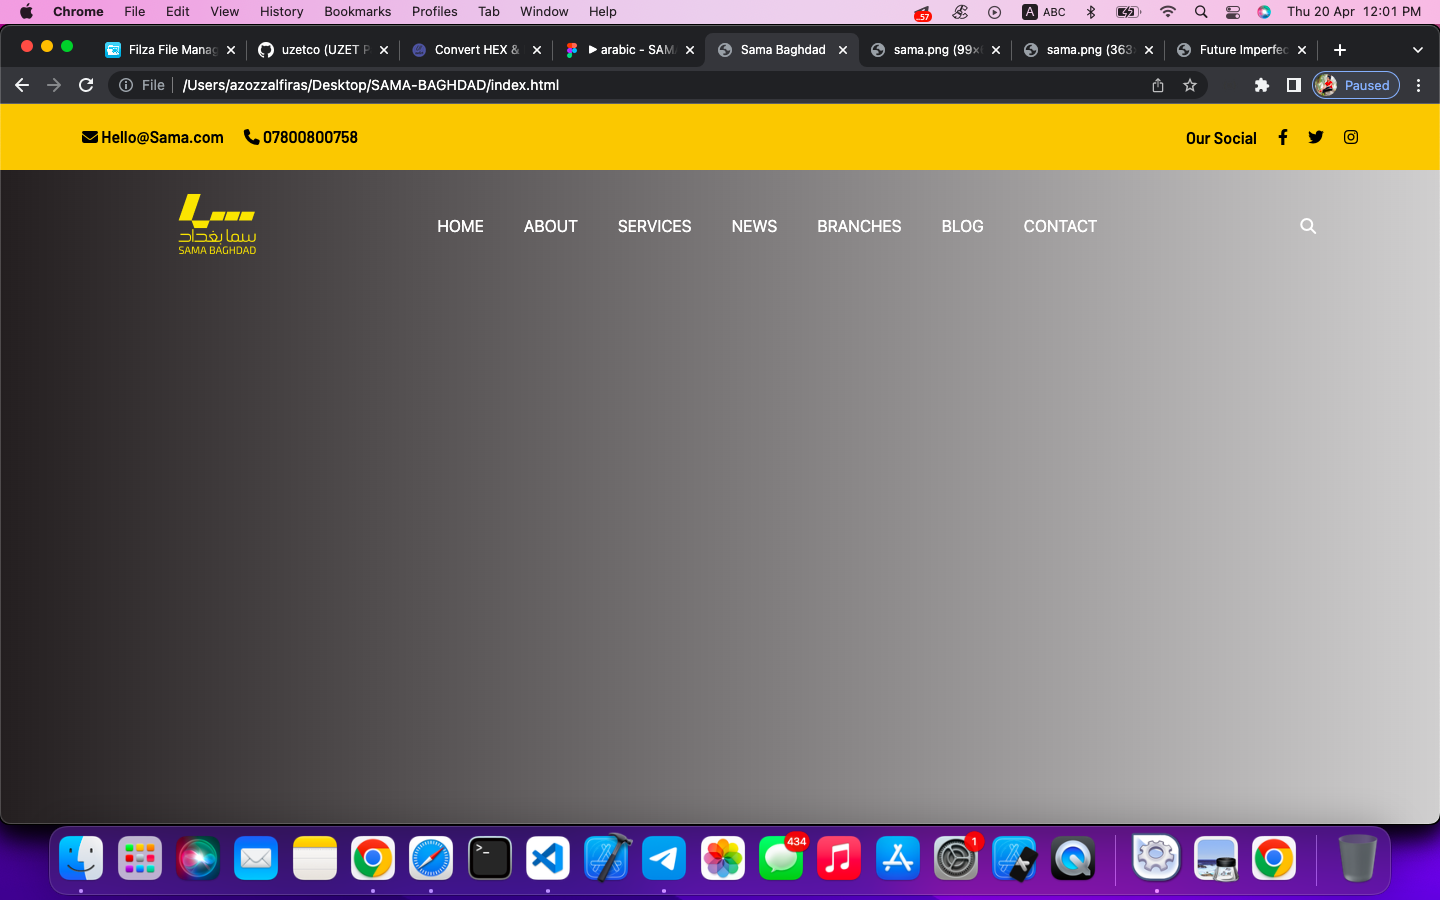 Chrome File Edit View History Bookmarks Profiles Tab Window Help .57 A ABC Thu 20 Apr 12:01 PM
Filza File Manag uzetco (UZET P Convert HEX & arabic - SAM Sama Baghdad sama.png (99× sama.png (363× Future Imperfec
File /Users/azozzalfiras/Desktop/SAMA-BAGHDAD/index.html Paused
Hello@Sama.com 07800800758 Our Social
سما بغداد
SAMA BAGHDAD
HOME ABOUT SERVICES NEWS BRANCHES BLOG CONTACT
434 1